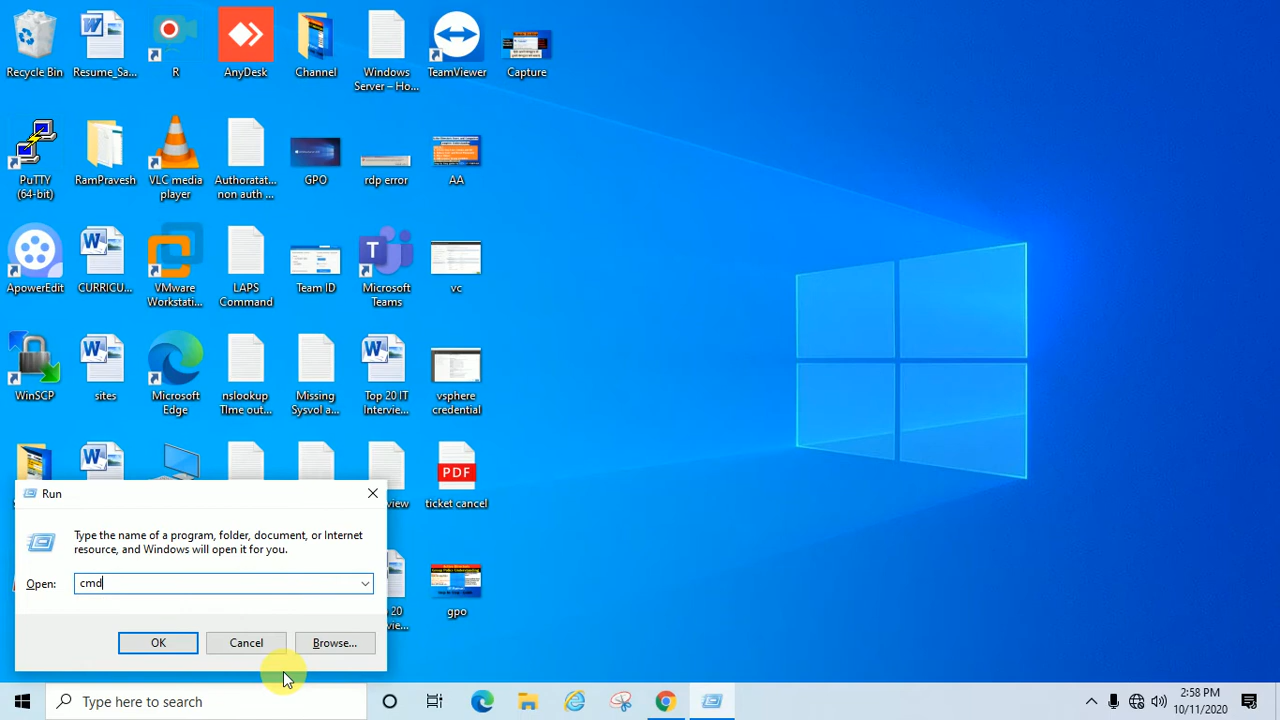 Recycle Bin
Resume_Sa...
R
AnyDesk
Channel
Windows
Server – Ho...
TeamViewer
Capture
PuTTY
(64-bit)
RamPravesh
VLC media
player
Authoratat...
non auth ...
GPO
rdp error
AA
ApowerEdit
CURRICU...
VMware
Workstati...
LAPS
Command
Team ID
Microsoft
Teams
vc
WinSCP
sites
Microsoft
Edge
nslookup
TIme out...
Missing
Sysvol a...
Top 20 IT
Intervie...
vsphere
credential
PDF
ticket cancel
gpo
Run
Type the name of a program, folder, document, or Internet
resource, and Windows will open it for you.
Open:
cmd
OK
Cancel
Browse...
Type here to search
2:58 PM
10/11/2020